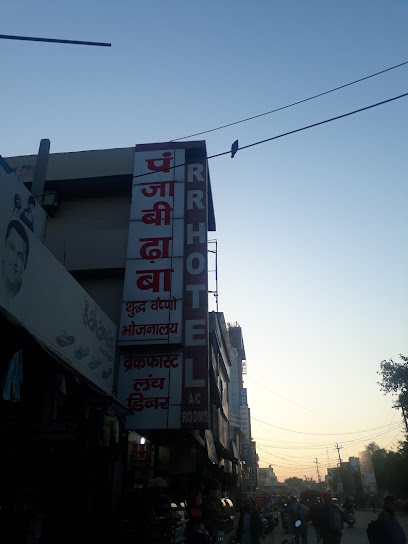 पंजाबी ढ़ाबा
शुद्ध वैष्णो
भोजनालय
ब्रेकफास्ट
लंच
डिनर
R R HOTEL
A/C
ROOMS